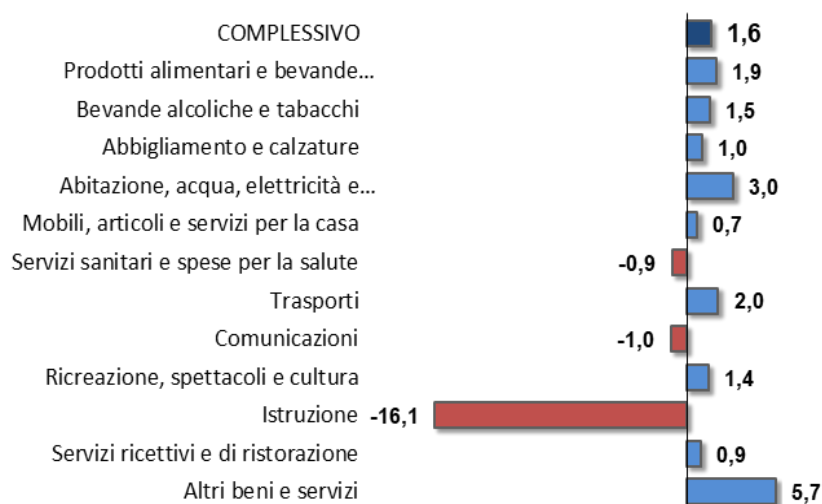 COMPLESSIVO 1,6
Prodotti alimentari e bevande... 1,9
Bevande alcoliche e tabacchi 1,5
Abbigliamento e calzature 1,0
Abitazione, acqua, elettricità e... 3,0
Mobili, articoli e servizi per la casa 0,7
Servizi sanitari e spese per la salute -0,9
Trasporti 2,0
Comunicazioni -1,0
Ricreazione, spettacoli e cultura 1,4
Istruzione -16,1
Servizi ricettivi e di ristorazione 0,9
Altri beni e servizi 5,7